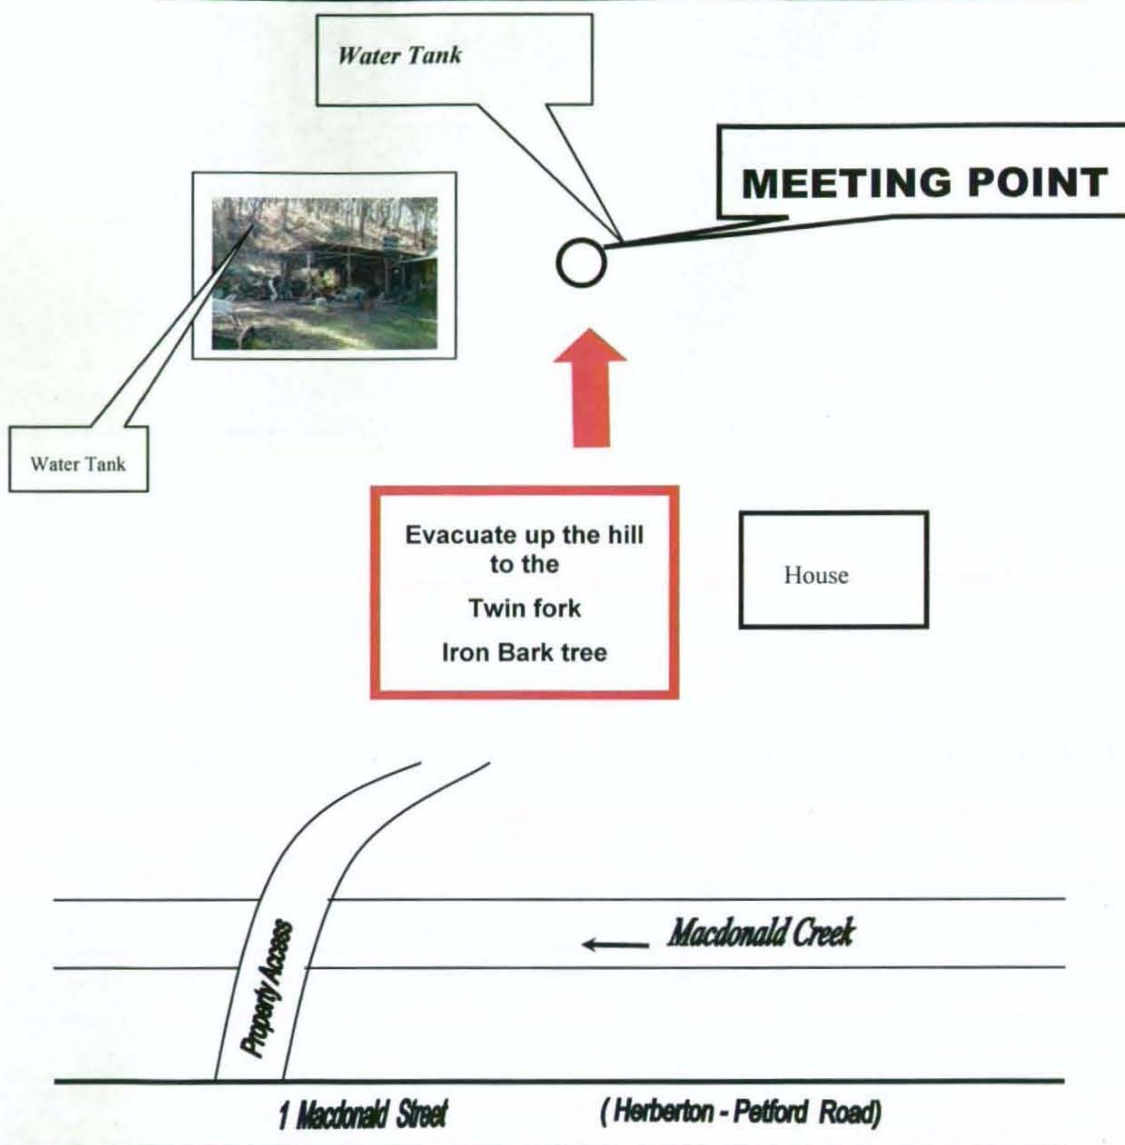 Water Tank
MEETING POINT
Water Tank
Evacuate up the hill
to the
Twin fork
Iron Bark tree
House
Macdonald Creek
Property Access
1 Macdonald Street (Herberton - Petford Road)